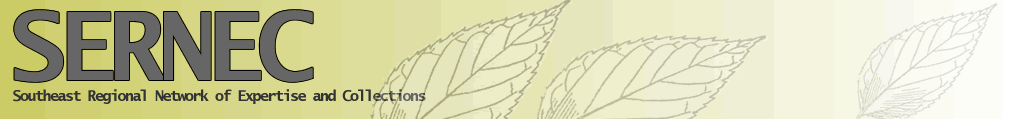 SERNEC
Southeast Regional Network of Expertise and Collections